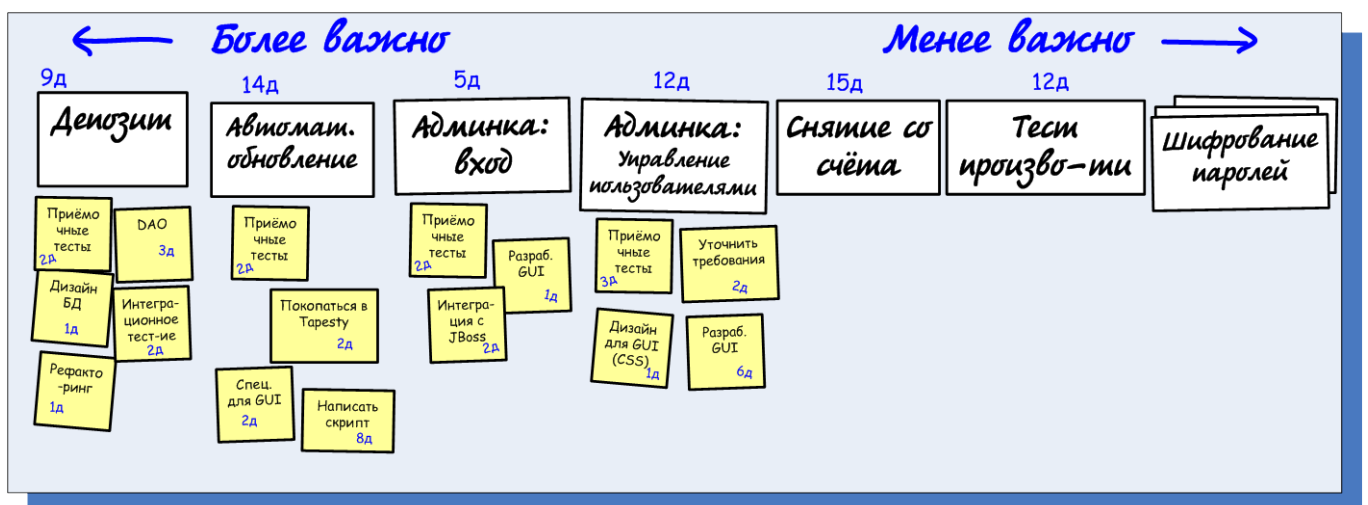 Более важно
Менее важно
9д
Депозит
14д
Автомат.
обновление
5д
Админка:
вход
12д
Админка:
Управление
пользователями
15д
Снятие со
счёта
12д
Тест
произво-ти
Шифрование
паролей
Приёмо
чные
тесты
2д
DAO
3д
Дизайн
БД
1д
Интегра-
ционное
тест-ие
2д
Рефакто
-ринг
1д
Приёмо
чные
тесты
2д
Покопаться в
Tapesty
2д
Спец.
для GUI
2д
Написать
скрипт
8д
Приёмо
чные
тесты
2д
Разраб.
GUI
1д
Интегра-
ция с
JBoss
2д
Приёмо
чные
тесты
3д
Уточнить
требования
2д
Дизайн
для GUI
(CSS)
1д
Разраб.
GUI
6д